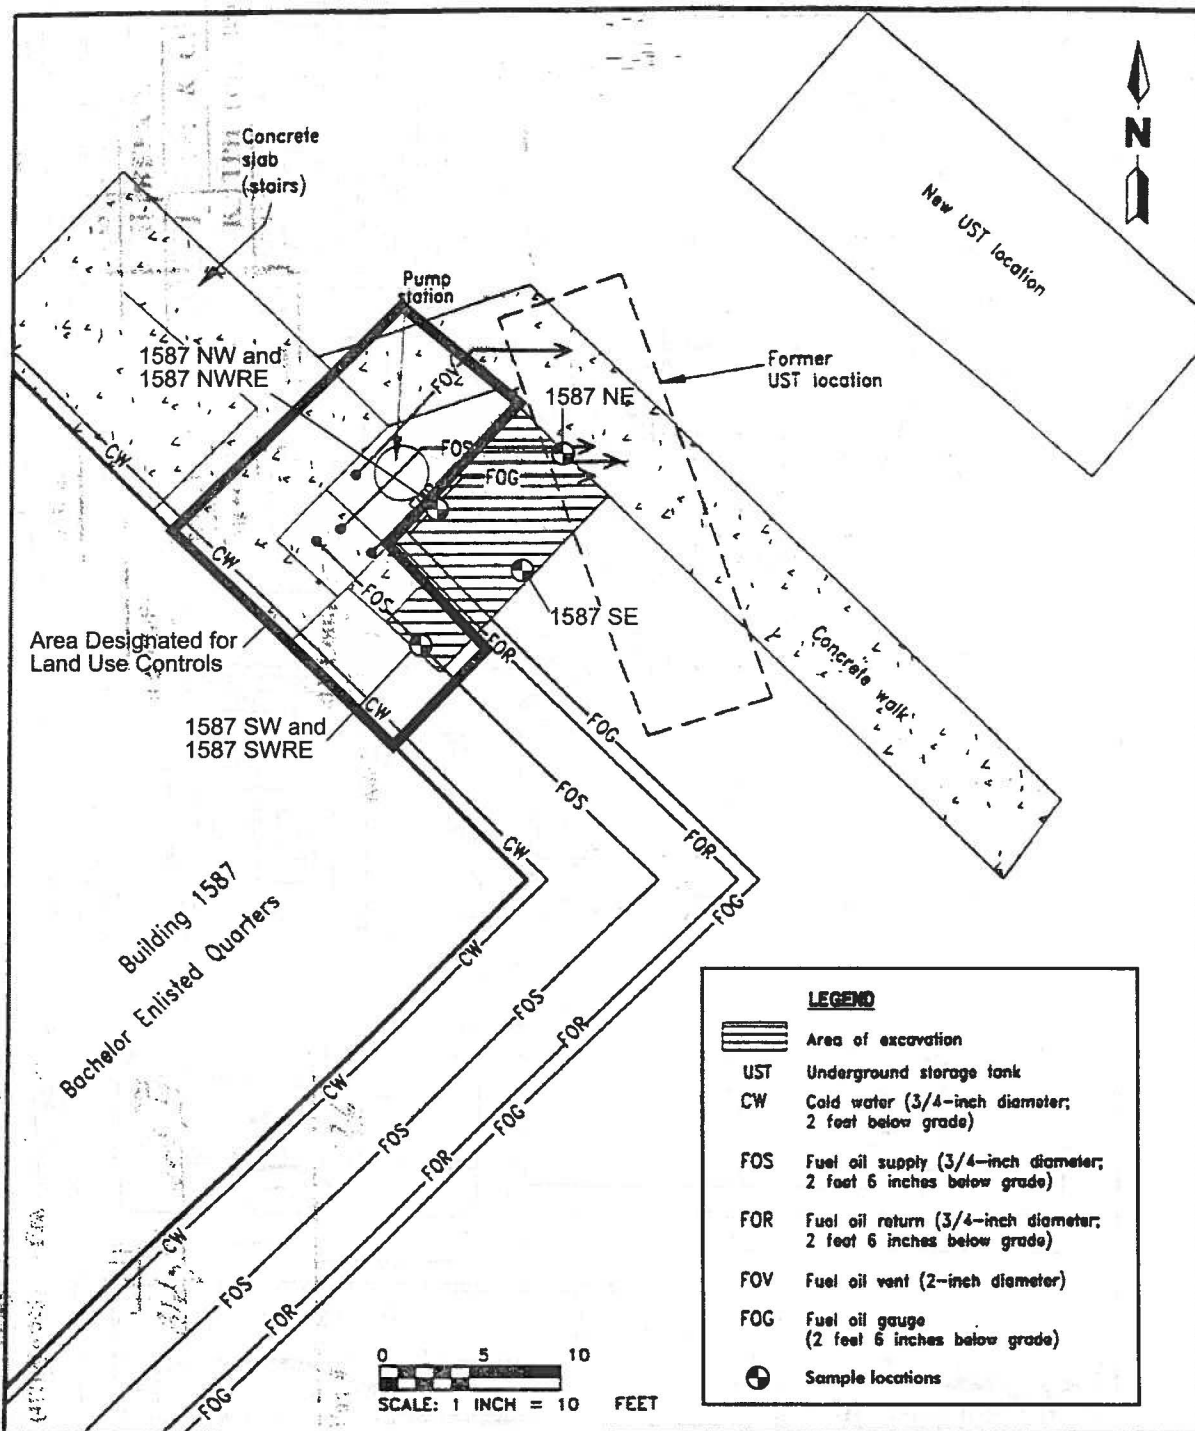 Concrete
slab
(stairs)
N
New UST location
Pump
station
1587 NW and
1587 NWRE
Former
UST location
FOV
1587 NE
FOS
FOG
CW
CW
FOS
1587 SE
Area Designated for
Land Use Controls
FOR
Concrete walk
CW
1587 SW and
1587 SWRE
FOG
FOS
FOR
CW
Building 1587
Bachelor Enlisted Quarters
FOG
CW
FOS
FOR
CW
FOG
FOS
FOR
CW
FOS
FOR
FOG
LEGEND
Area of excavation
UST Underground storage tank
CW Cold water (3/4-inch diameter;
2 feet below grade)
FOS Fuel oil supply (3/4-inch diameter;
2 feet 6 inches below grade)
FOR Fuel oil return (3/4-inch diameter;
2 feet 6 inches below grade)
FOV Fuel oil vent (2-inch diameter)
FOG Fuel oil gauge
(2 feet 6 inches below grade)
Sample locations
0 5 10
SCALE: 1 INCH = 10 FEET